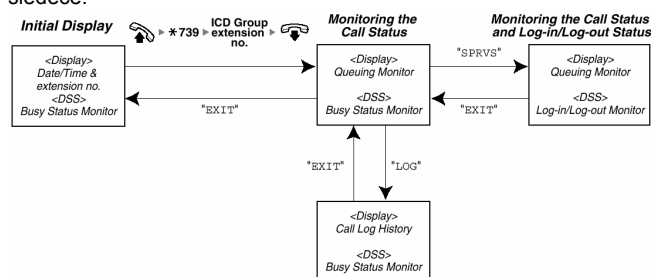 sledeće:
Initial Display
*739
ICD Group
extension
no.
Monitoring the
Call Status
Monitoring the Call Status
and Log-in/Log-out Status
<Display>
Date/Time &
extension no.
<DSS>
Busy Status Monitor
"EXIT"
<Display>
Queuing Monitor
<DSS>
Busy Status Monitor
"SPRVS"
"EXIT"
<Display>
Queuing Monitor
<DSS>
Log-in/Log-out Monitor
"EXIT"
"LOG"
<Display>
Call Log History
<DSS>
Busy Status Monitor